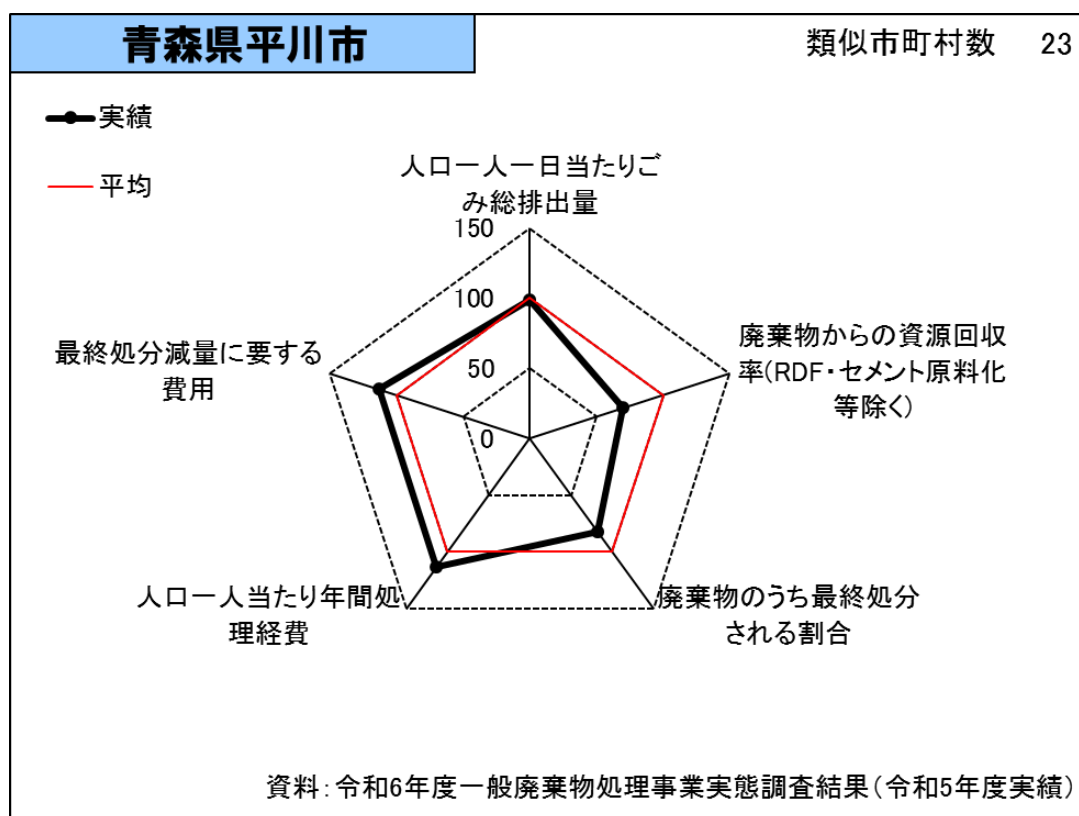 青森県平川市
類似市町村数 23
実績
平均
人口一人一日当たりご
み総排出量
150
100
50
0
廃棄物からの資源回収
率(RDF・セメント原料化
等除く)
廃棄物のうち最終処分
される割合
人口一人当たり年間処
理経費
最終処分減量に要する
費用
資料:令和6年度一般廃棄物処理事業実態調査結果(令和5年度実績)